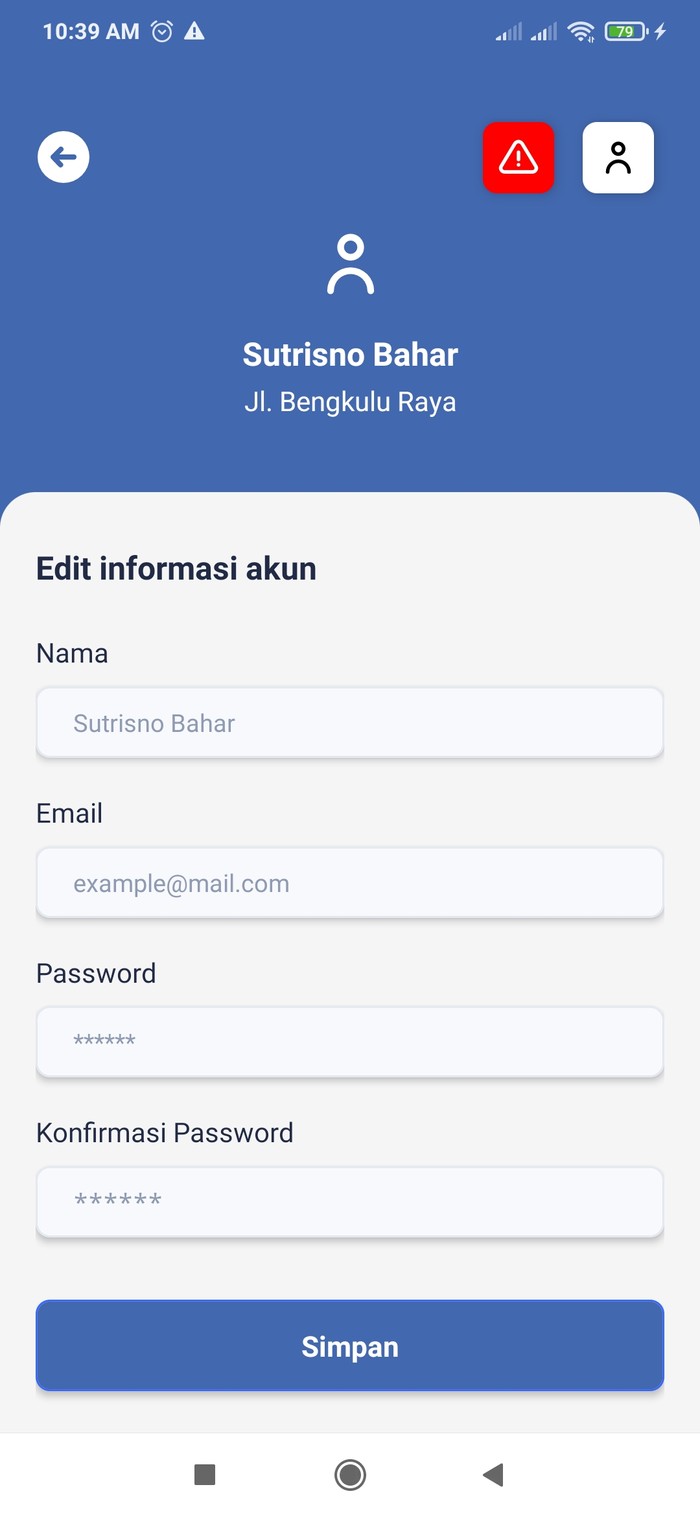 10:39 AM
79
Sutrisno Bahar
Jl. Bengkulu Raya
Edit informasi akun
Nama
Sutrisno Bahar
Email
example@mail.com
Password
******
Konfirmasi Password
******
Simpan